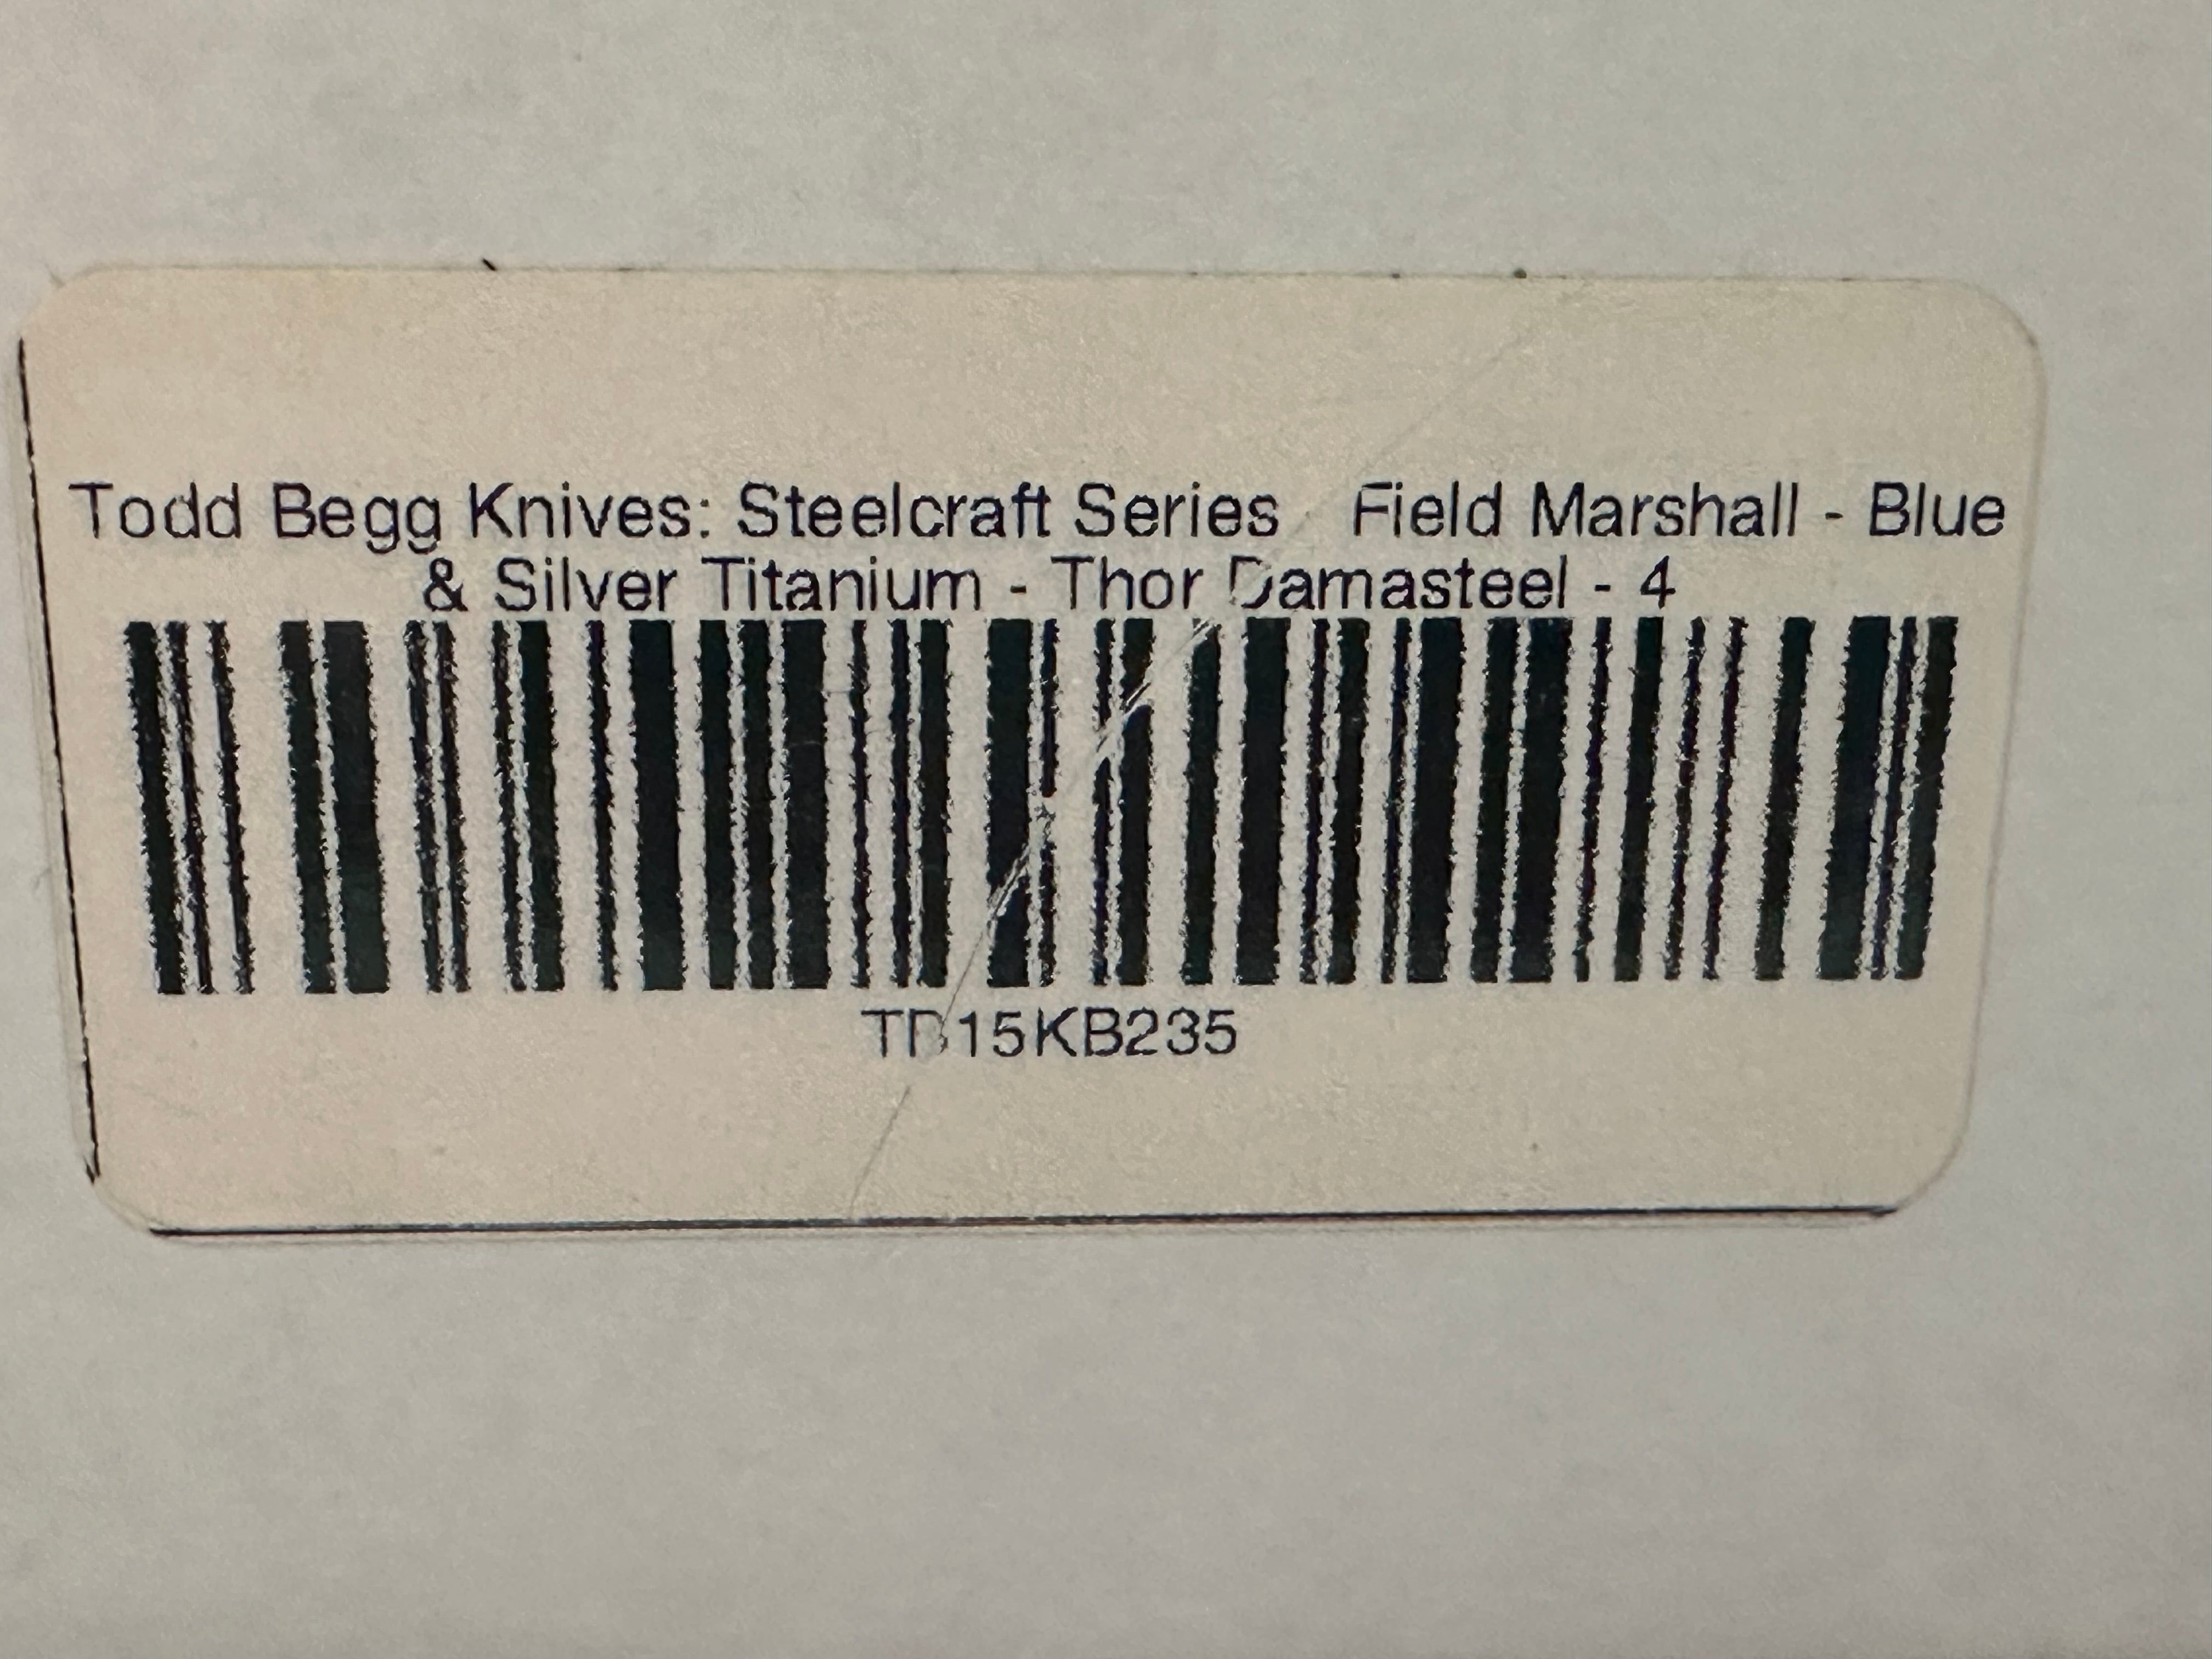 Todd Begg Knives: Steelcraft Series Field Marshall - Blue
& Silver Titanium - Thor Damasteel - 4
TB15KB235